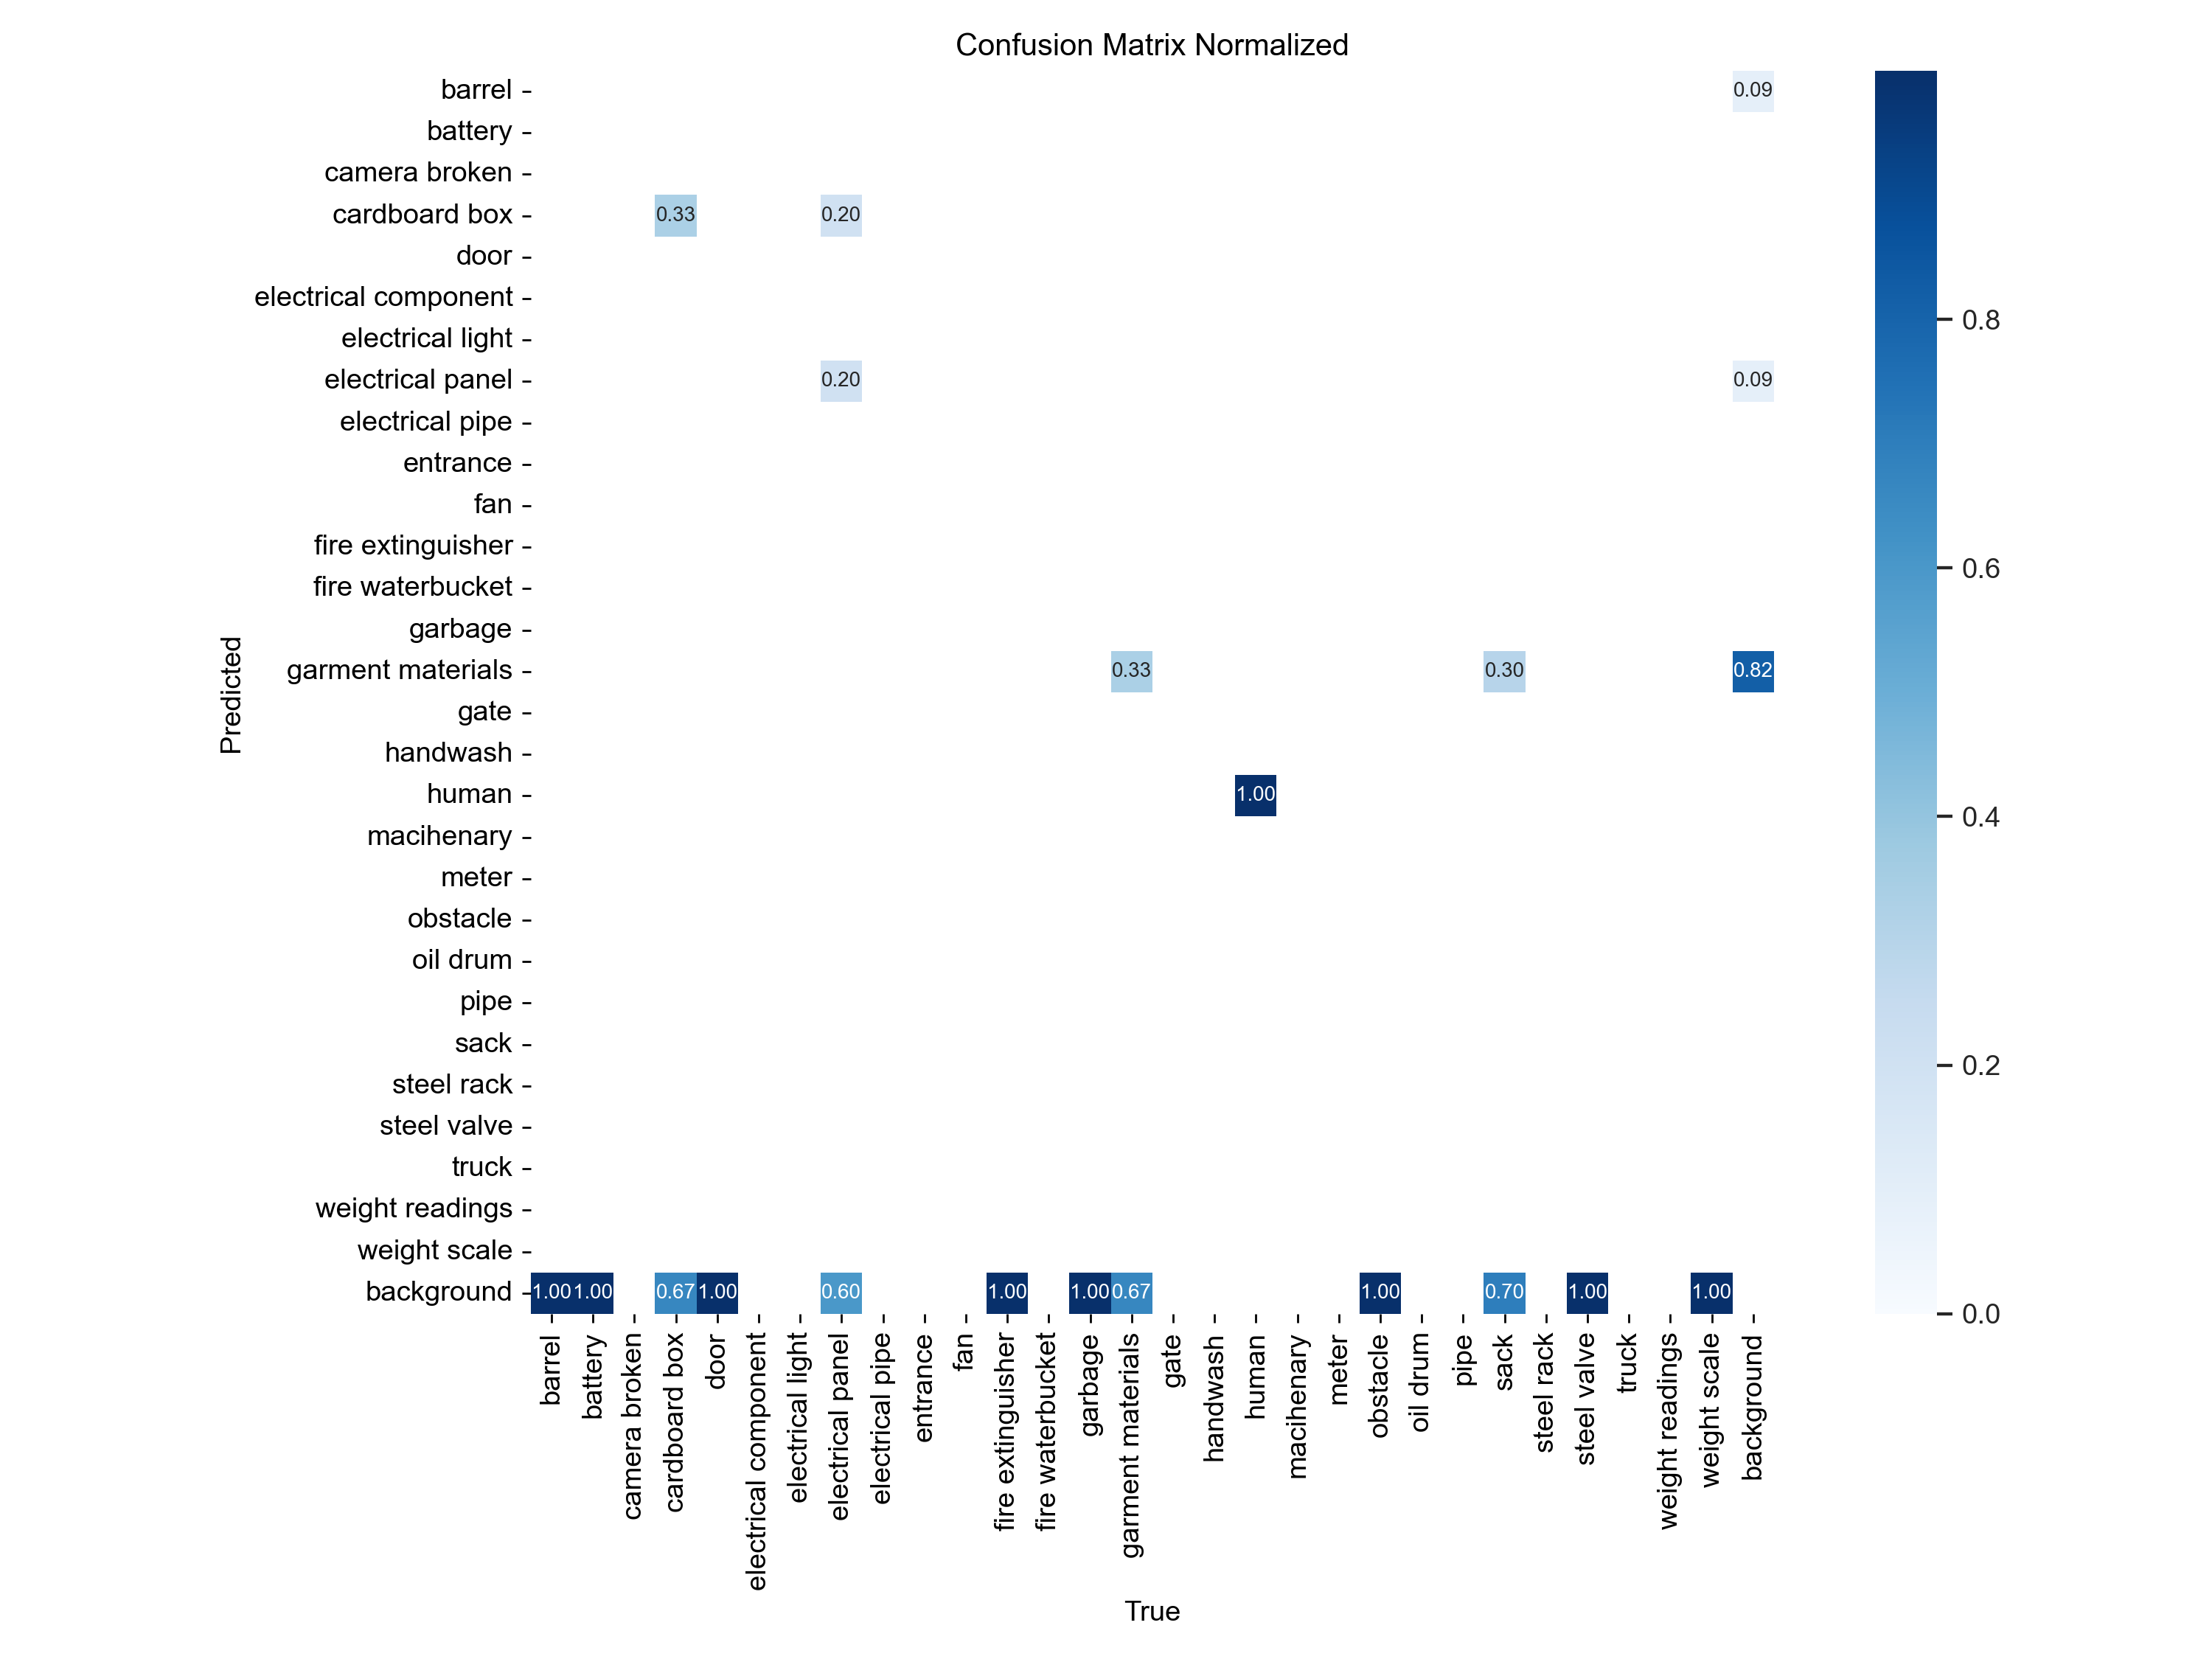 Confusion Matrix Normalized
barrel
battery
camera broken
cardboard box
door
electrical component
electrical light
electrical panel
electrical pipe
entrance
fan
fire extinguisher
fire waterbucket
garbage
garment materials
gate
handwash
human
macihenary
meter
obstacle
oil drum
pipe
sack
steel rack
steel valve
truck
weight readings
weight scale
background
Predicted
0.09
0.33 0.20
0.20 0.09
0.33 0.30 0.82
1.00
1.00 1.00 0.67 1.00 0.60 1.00 1.00 0.67 1.00 0.70 1.00 1.00
barrel
battery
camera broken
cardboard box
door
electrical component
electrical light
electrical panel
electrical pipe
entrance
fan
fire extinguisher
fire waterbucket
garbage
garment materials
gate
handwash
human
macihenary
meter
obstacle
oil drum
pipe
sack
steel rack
steel valve
truck
weight readings
weight scale
background
True
0.8
0.6
0.4
0.2
0.0